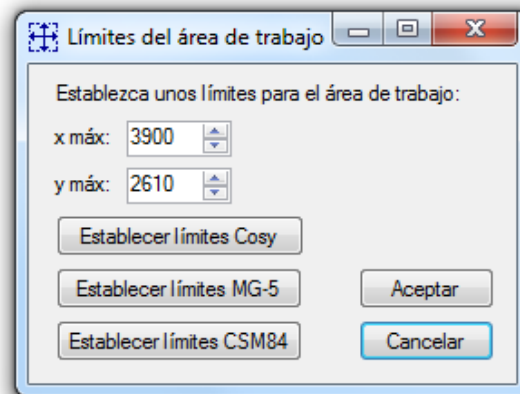 Límites del área de trabajo
Establezca unos límites para el área de trabajo:
x máx: 3900
y máx: 2610
Establecer límites Cosy
Establecer límites MG-5 Aceptar
Establecer límites CSM84 Cancelar